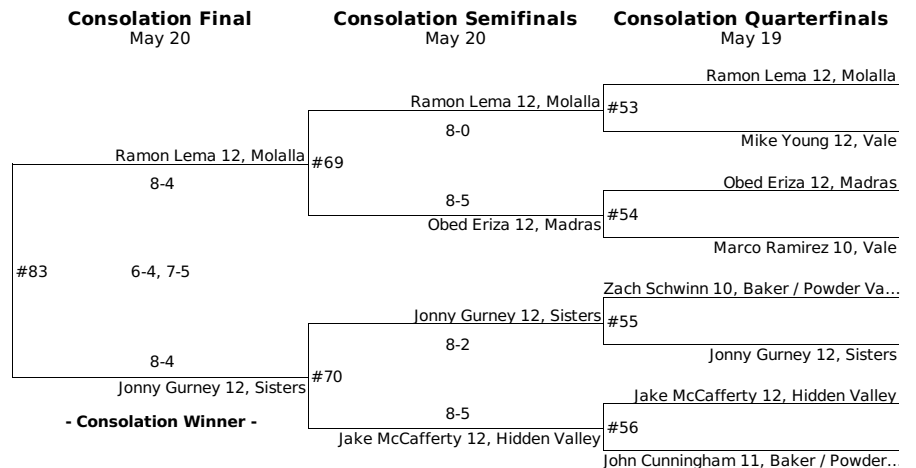 Consolation Final
May 20
Consolation Semifinals
May 20
Consolation Quarterfinals
May 19
Ramon Lema 12, Molalla
8-4
#83
6-4, 7-5
8-4
Jonny Gurney 12, Sisters
- Consolation Winner -
Ramon Lema 12, Molalla
8-0
#69
8-5
Obed Eriza 12, Madras
Jonny Gurney 12, Sisters
8-2
#70
8-5
Jake McCafferty 12, Hidden Valley
Ramon Lema 12, Molalla
#53
Mike Young 12, Vale
Obed Eriza 12, Madras
#54
Marco Ramirez 10, Vale
Zach Schwinn 10, Baker / Powder Va...
#55
Jonny Gurney 12, Sisters
Jake McCafferty 12, Hidden Valley
#56
John Cunningham 11, Baker / Powder...